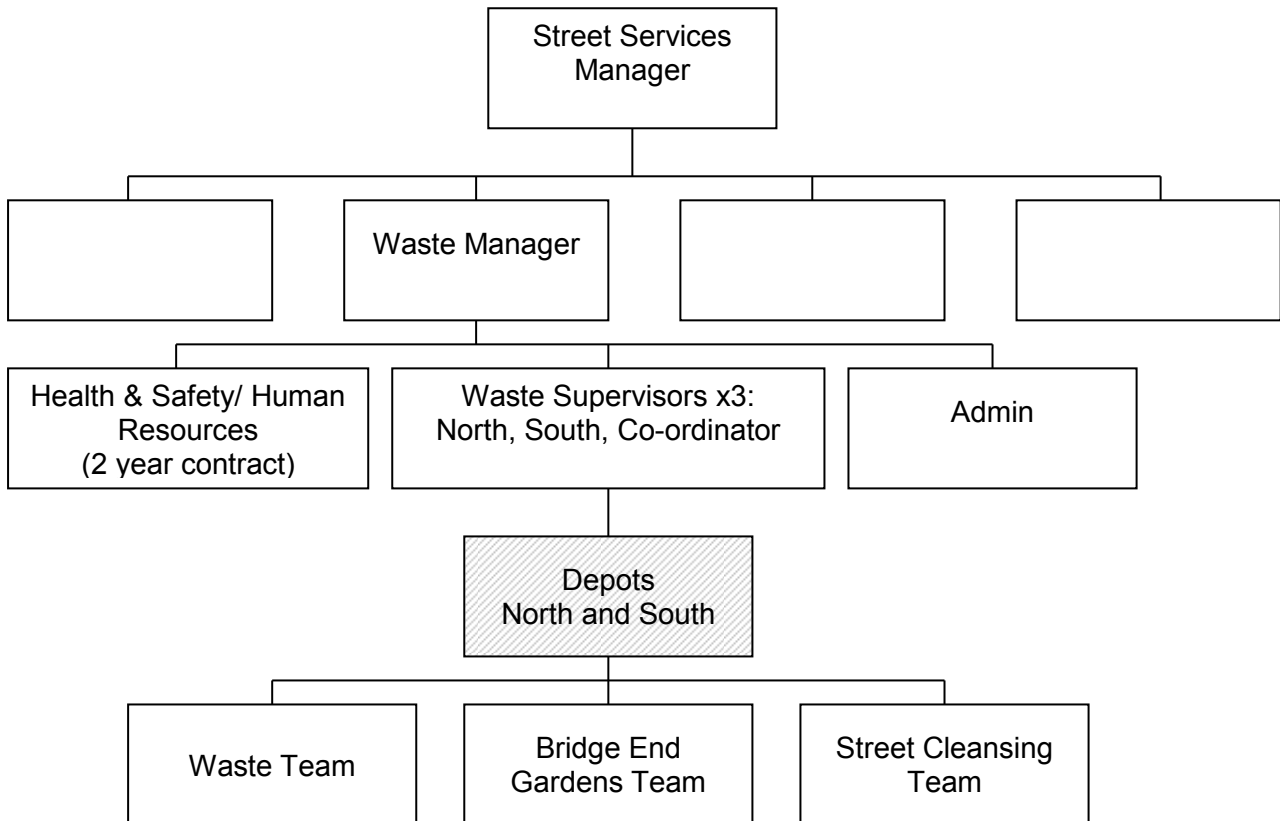 Street Services
Manager
Waste Manager
Health & Safety/ Human
Resources
(2 year contract)
Waste Supervisors x3:
North, South, Co-ordinator
Admin
Depots
North and South
Waste Team
Bridge End
Gardens Team
Street Cleansing
Team